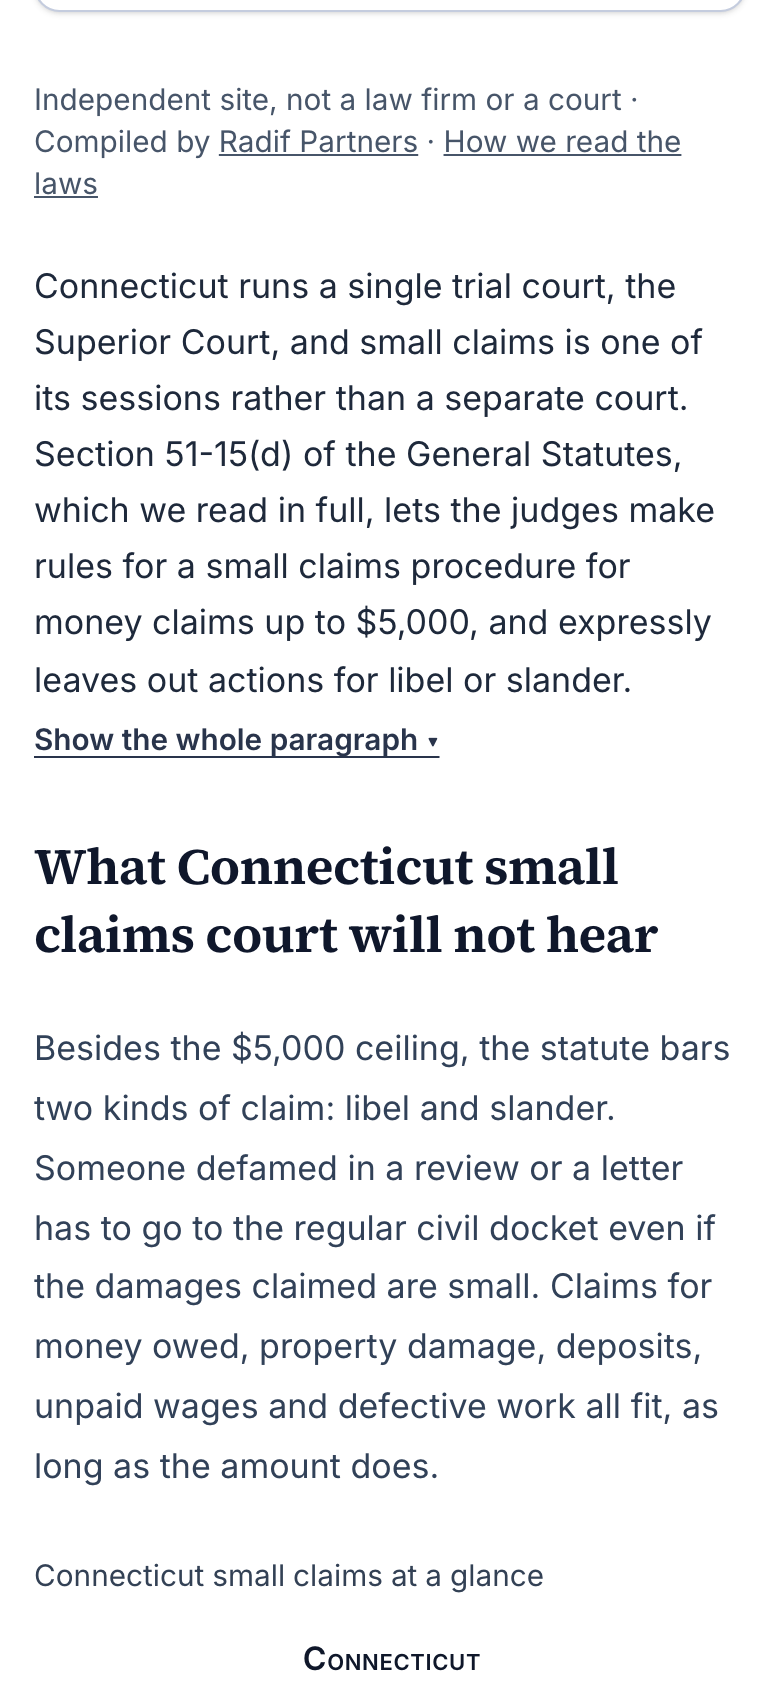 Independent site, not a law firm or a court ·
Compiled by Radif Partners · How we read the
laws
Connecticut runs a single trial court, the
Superior Court, and small claims is one of
its sessions rather than a separate court.
Section 51-15(d) of the General Statutes,
which we read in full, lets the judges make
rules for a small claims procedure for
money claims up to $5,000, and expressly
leaves out actions for libel or slander.
Show the whole paragraph ▾
What Connecticut small
claims court will not hear
Besides the $5,000 ceiling, the statute bars
two kinds of claim: libel and slander.
Someone defamed in a review or a letter
has to go to the regular civil docket even if
the damages claimed are small. Claims for
money owed, property damage, deposits,
unpaid wages and defective work all fit, as
long as the amount does.
Connecticut small claims at a glance
Connecticut